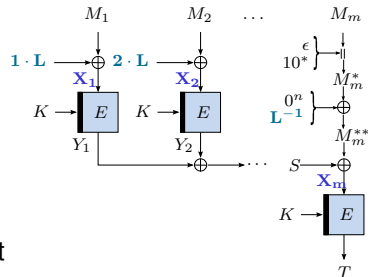 M₁ M₂ ... Mₘ
1 · L 2 · L ϵ 10*
X₁ X₂ M*ₘ
K E K E 0ⁿ L⁻¹
Y₁ Y₂ M**ₘ
... S Xₘ
K E
t
T